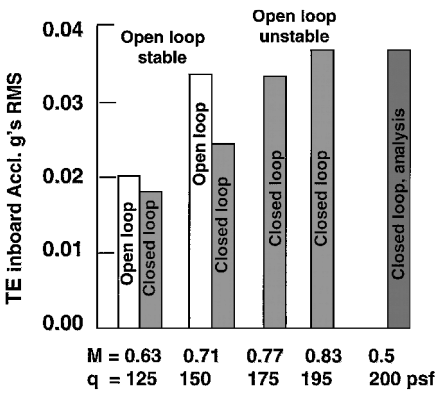 Open loop
stable
Open loop
unstable
TE inboard Accl. g's RMS
0.04
0.03
0.02
0.01
0.00
Open loop
Closed loop
Open loop
Closed loop
Closed loop
Closed loop
Closed loop, analysis
M = 0.63 0.71 0.77 0.83 0.5
q = 125 150 175 195 200 psf